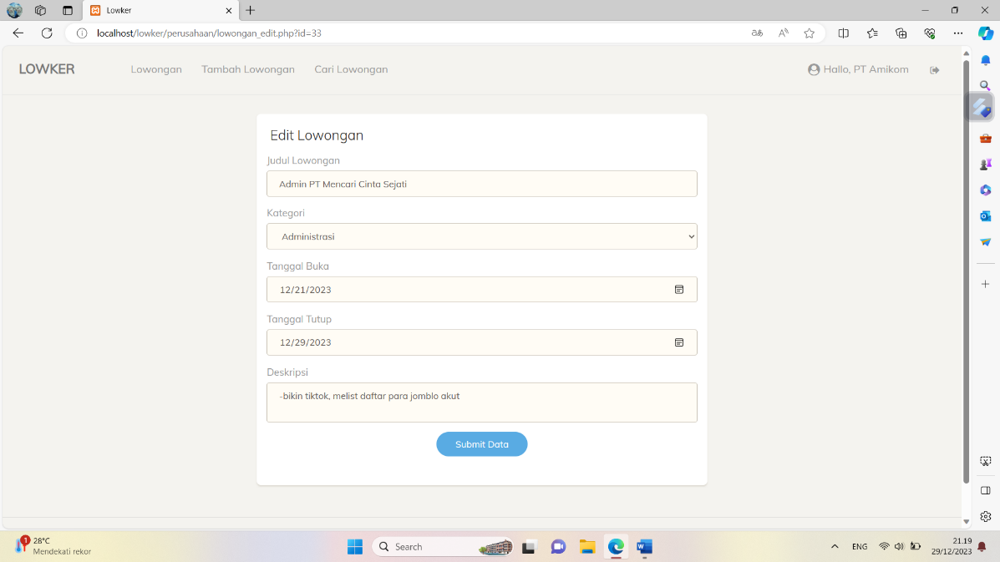 Lowker
localhost/lowker/perusahaan/lowongan_edit.php?id=33
LOWKER
Lowongan
Tambah Lowongan
Cari Lowongan
Hallo, PT Amikom
Edit Lowongan
Judul Lowongan
Admin PT Mencari Cinta Sejati
Kategori
Administrasi
Tanggal Buka
12/21/2023
Tanggal Tutup
12/29/2023
Deskripsi
-bikin tiktok, melist daftar para jomblo akut
Submit Data
1
28°C
Mendekati rekor
Search
ENG
21.19
29/12/2023